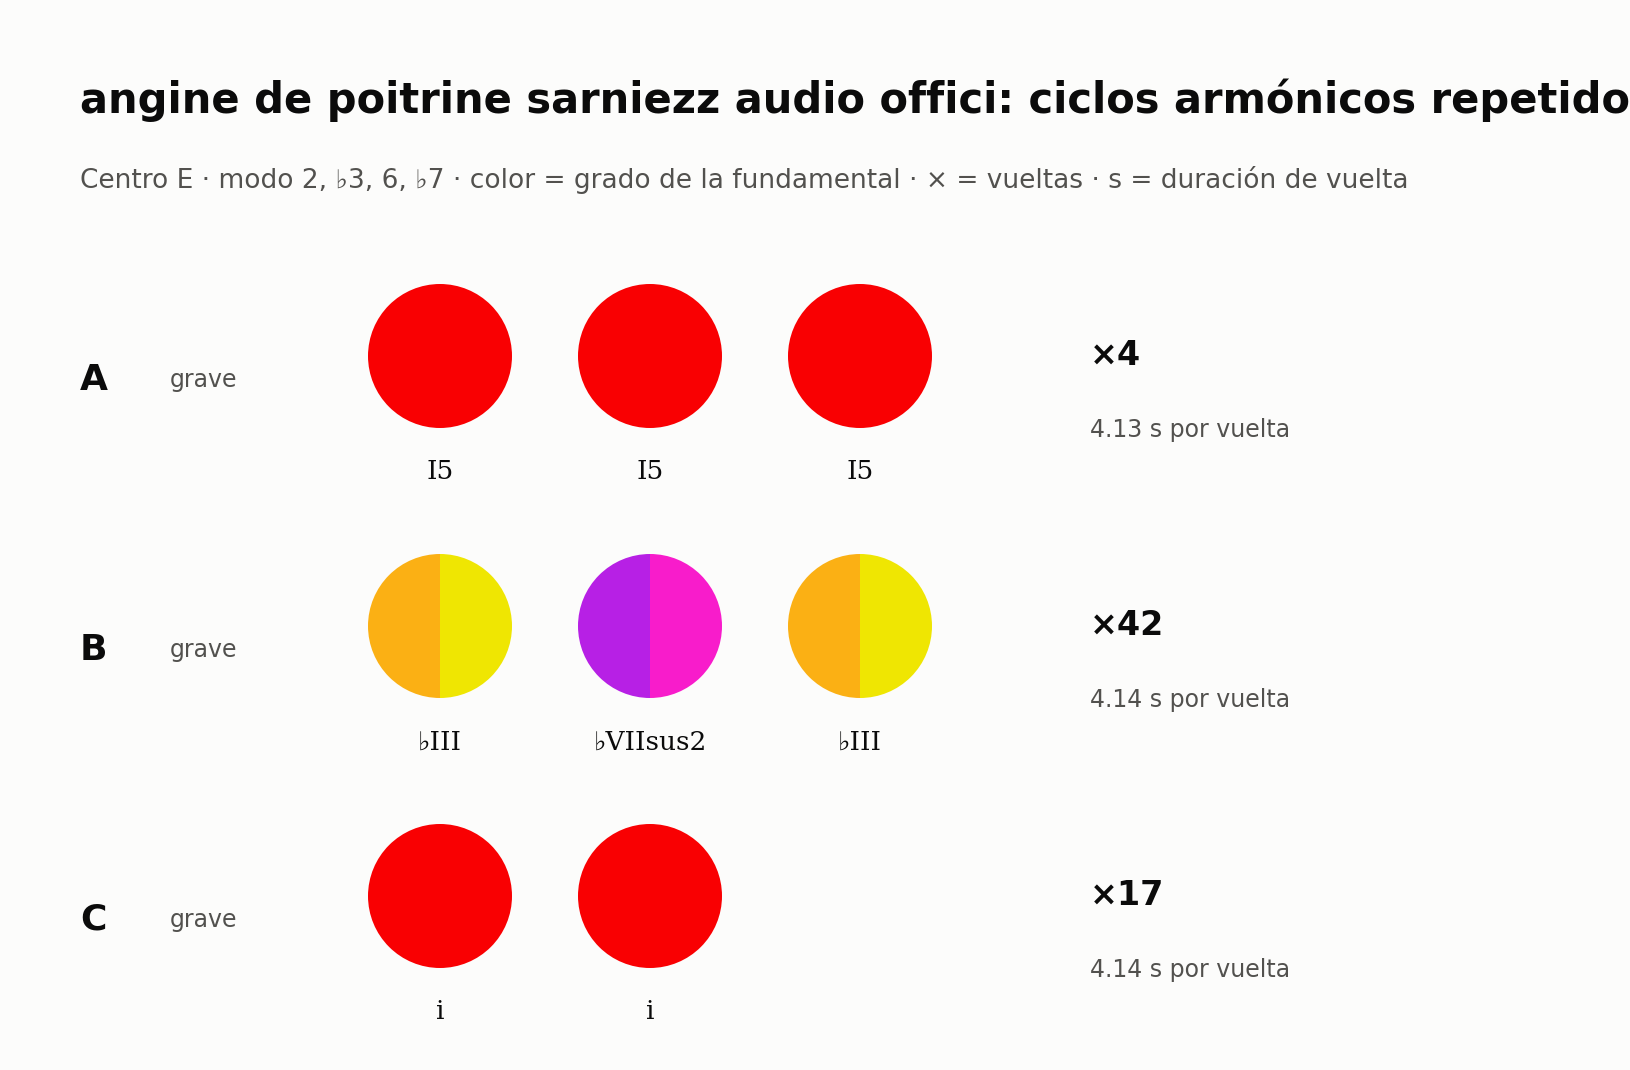 angine de poitrine sarniezz audio offici: ciclos armónicos repetido
Centro E · modo 2, ♭3, 6, ♭7 · color = grado de la fundamental · × = vueltas · s = duración de vuelta
A grave ×4
4.13 s por vuelta
I5 I5 I5
B grave ×42
4.14 s por vuelta
♭III ♭VIIsus2 ♭III
C grave ×17
4.14 s por vuelta
i i